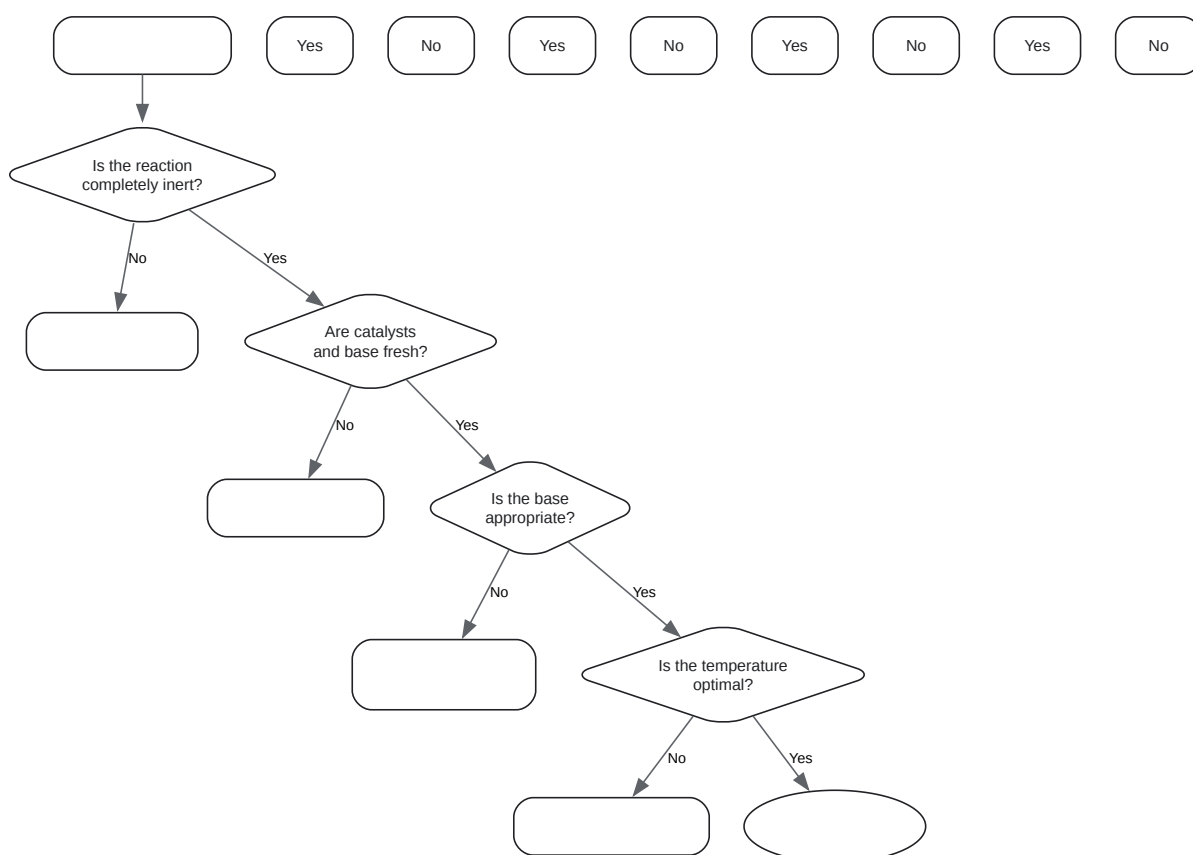 Yes
No
Yes
No
Yes
No
Yes
No
Is the reaction
completely inert?
No
Yes
Are catalysts
and base fresh?
No
Yes
Is the base
appropriate?
No
Yes
Is the temperature
optimal?
No
Yes